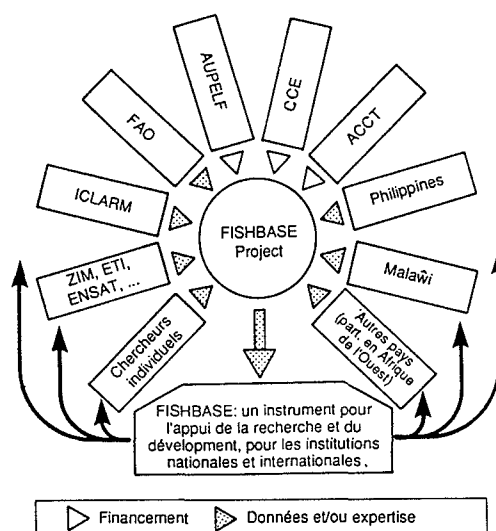 AUPELF
CCE
FAO
ACCT
ICLARM
Philippines
FISHBASE
Project
ZIM, ETI,
ENSAT, ...
Malaŵi
Chercheurs
individuels
Autres pays
(part. en Afrique
de l'Ouest)
FISHBASE: un instrument pour
l'appui de la recherche et du
dévelopment, pour les institutions
nationales et internationales.
Financement
Données et/ou expertise